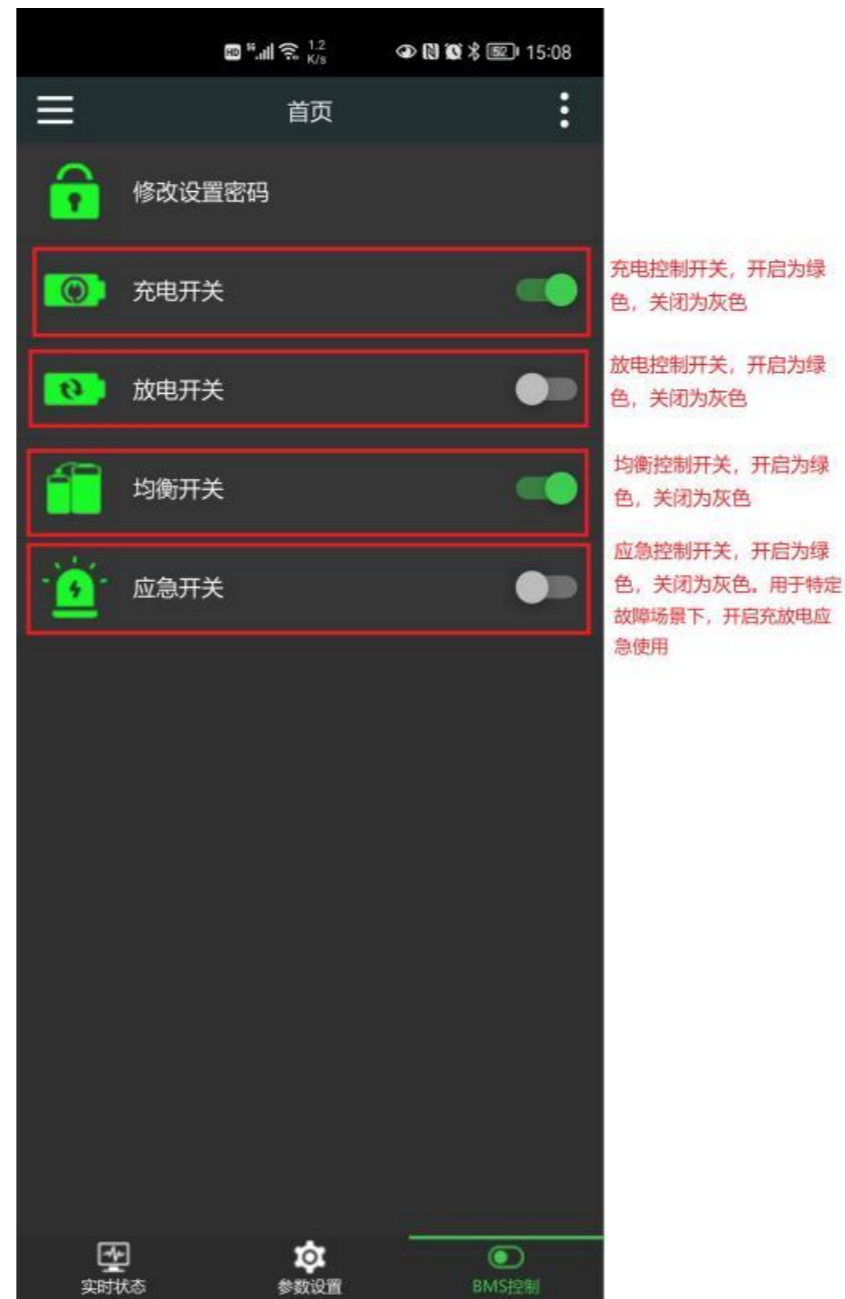 HD 5G 1.2 K/s 52 15:08
首页
修改设置密码
充电开关
充电控制开关，开启为绿
色，关闭为灰色
放电开关
放电控制开关，开启为绿
色，关闭为灰色
均衡开关
均衡控制开关，开启为绿
色，关闭为灰色
应急开关
应急控制开关，开启为绿
色，关闭为灰色。用于特定
故障场景下，开启充放电应
急使用
实时状态
参数设置
BMS控制